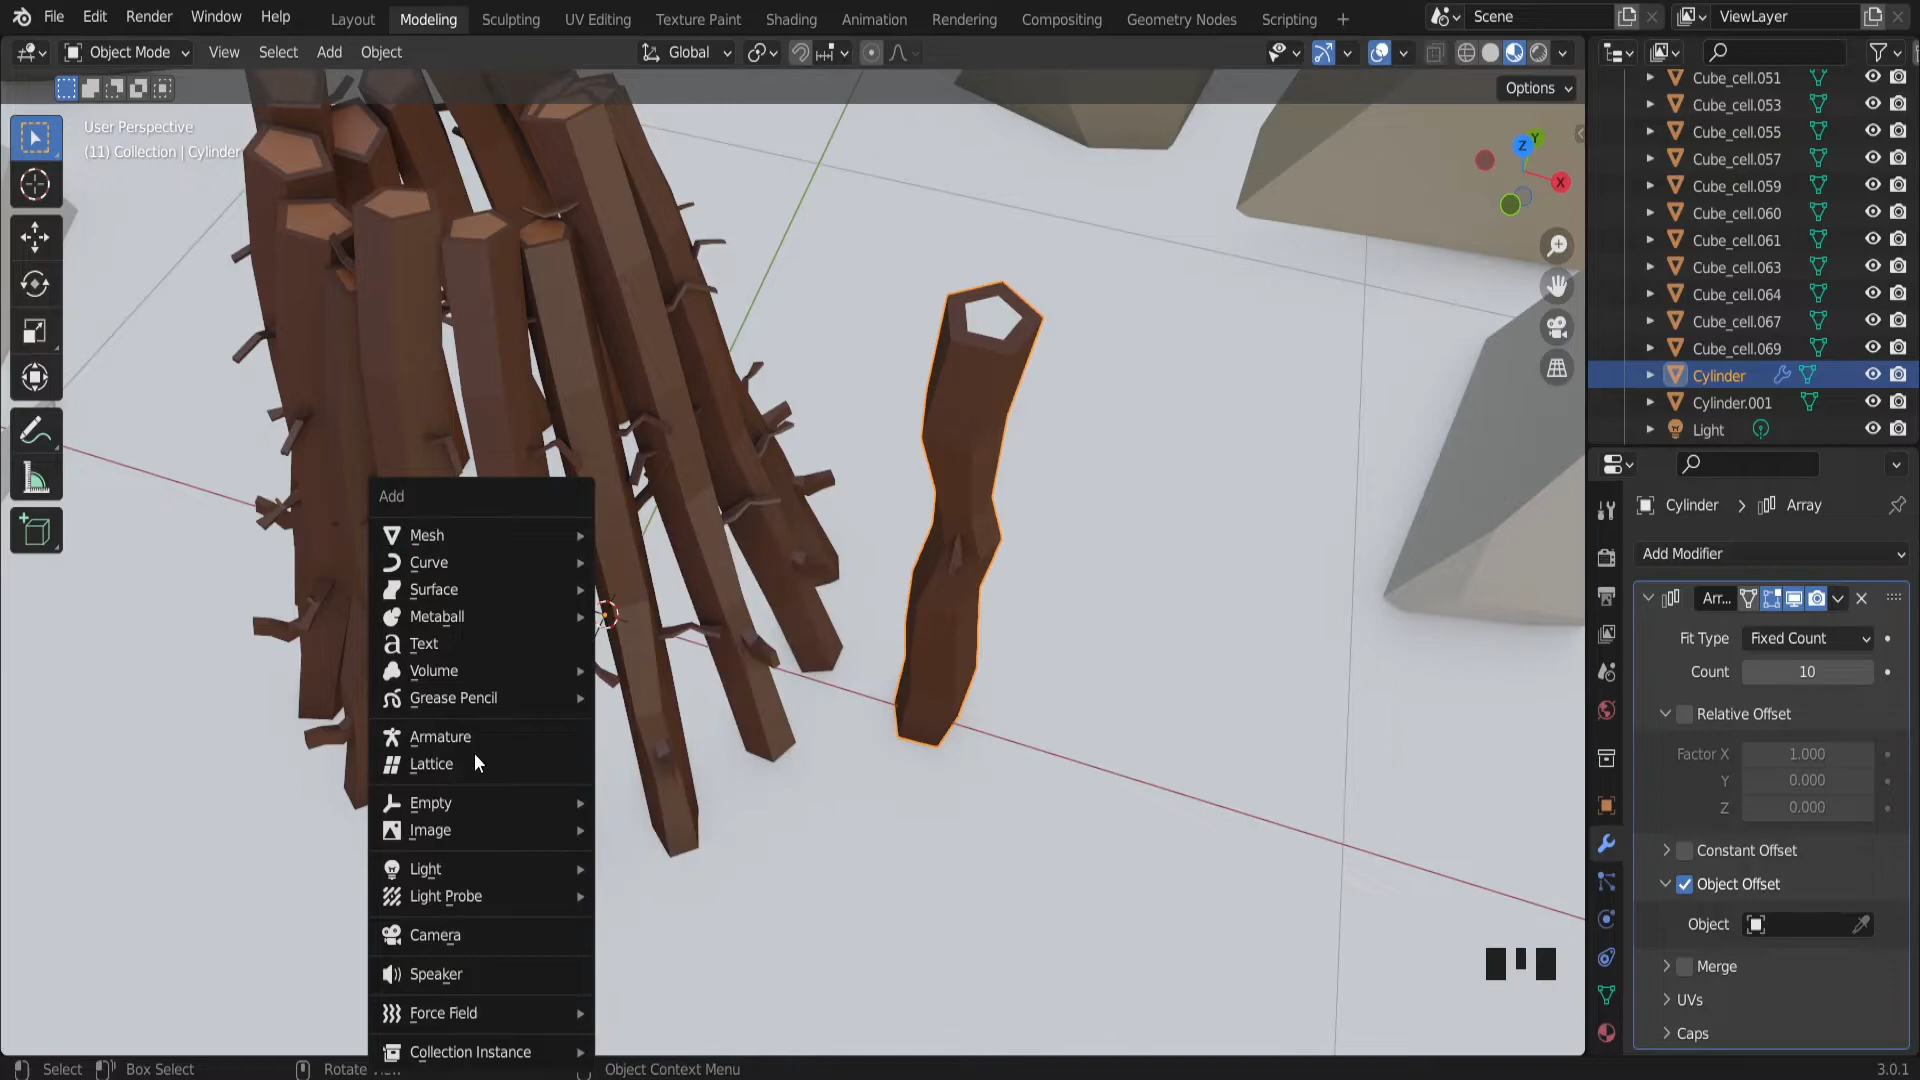 File Edit Render Window Help
Layout Modeling Sculpting UV Editing Texture Paint Shading Animation Rendering Compositing Geometry Nodes Scripting +
Scene
ViewLayer
Object Mode View Select Add Object
Global
Options
User Perspective
(11) Collection | Cylinder
Y
Z
X
Add
Mesh
Curve
Surface
Metaball
Text
Volume
Grease Pencil
Armature
Lattice
Empty
Image
Light
Light Probe
Camera
Speaker
Force Field
Collection Instance
Cube_cell.051
Cube_cell.053
Cube_cell.055
Cube_cell.057
Cube_cell.059
Cube_cell.060
Cube_cell.061
Cube_cell.063
Cube_cell.064
Cube_cell.067
Cube_cell.069
Cylinder
Cylinder.001
Light
Cylinder > Array
Add Modifier
Arr...
Fit Type Fixed Count
Count 10
Relative Offset
Factor X 1.000
Y 0.000
Z 0.000
Constant Offset
Object Offset
Object
Merge
UVs
Caps
Select Box Select Rotate Object Context Menu 3.0.1